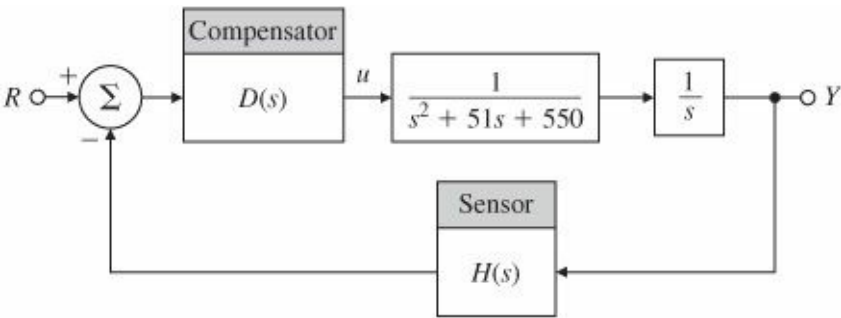 Compensator
R + Σ D(s) u 1 1 Y
s² + 51s + 550 s
−
Sensor
H(s)